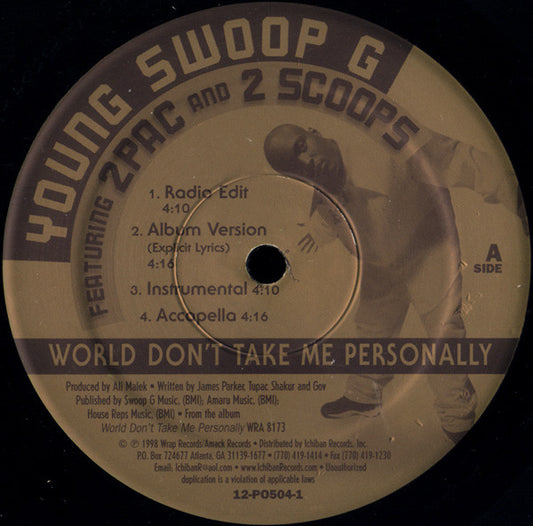 YOUNG SWOOP G
FEATURING 2PAC AND 2 SCOOPS
1. Radio Edit
4:10
2. Album Version
(Explicit Lyrics)
4:16
3. Instrumental 4:10
4. Accapella 4:16
A
SIDE
WORLD DON'T TAKE ME PERSONALLY
Produced by Ali Malek • Written by James Parker, Tupac Shakur and Gov
Published by Swoop G Music, (BMI); Amaru Music, (BMI);
House Reps Music, (BMI) • From the album
World Don't Take Me Personally WRA 8173
© ℗ 1998 Wrap Records/Ameck Records • Distributed by Ichiban Records, Inc.
P.O. Box 724677 Atlanta, GA 31139-1677 • (770) 419-1414 • Fax (770) 419-1230
Email: IchibanR@aol.com • www.IchibanRecords.com • Unauthorized
duplication is a violation of applicable laws
12-PO504-1